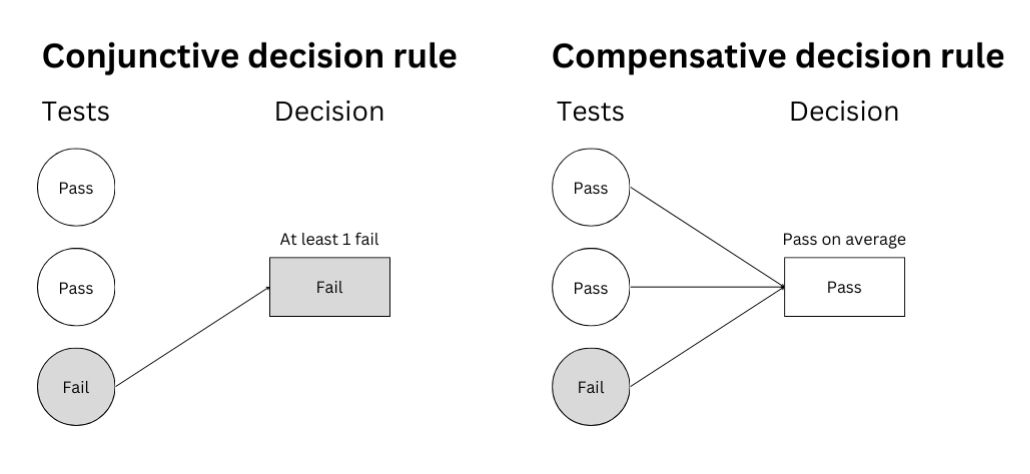 Conjunctive decision rule
Tests
Decision
Pass
Pass
Fail
At least 1 fail
Fail
Compensative decision rule
Tests
Decision
Pass
Pass
Fail
Pass on average
Pass